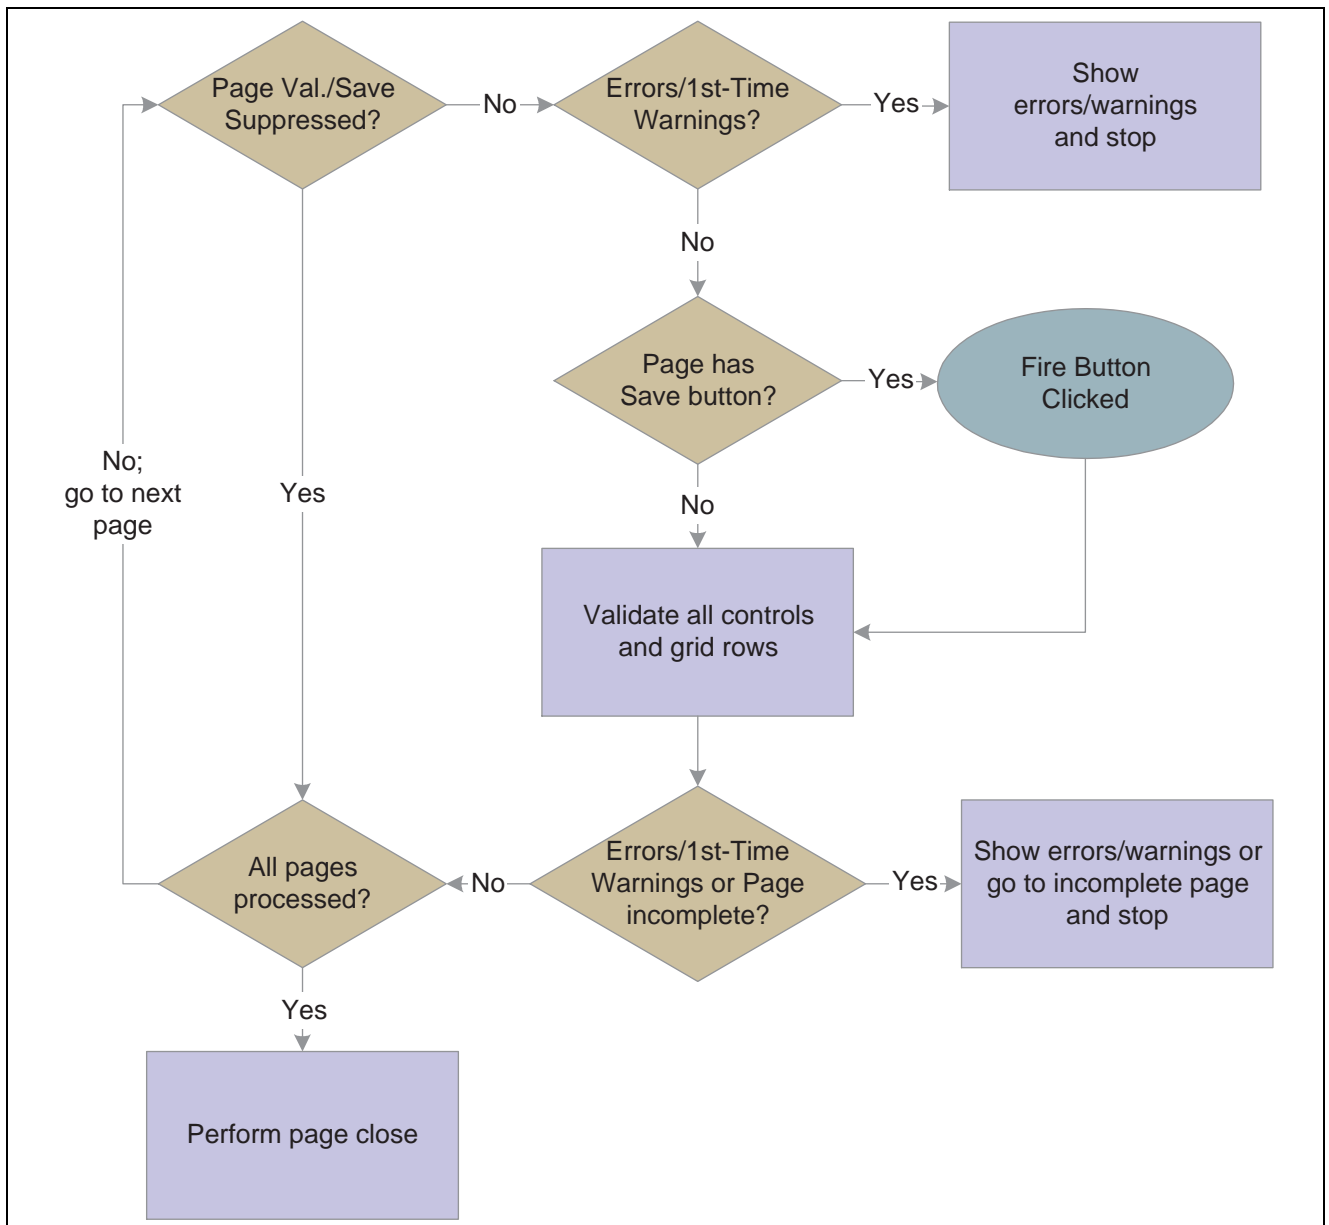 Page Val./Save
Suppressed?
No
Errors/1st-Time
Warnings?
Yes
Show
errors/warnings
and stop
No
Page has
Save button?
Yes
Fire Button
Clicked
No;
go to next
page
Yes
No
Validate all controls
and grid rows
All pages
processed?
No
Errors/1st-Time
Warnings or Page
incomplete?
Yes
Show errors/warnings or
go to incomplete page
and stop
Yes
Perform page close